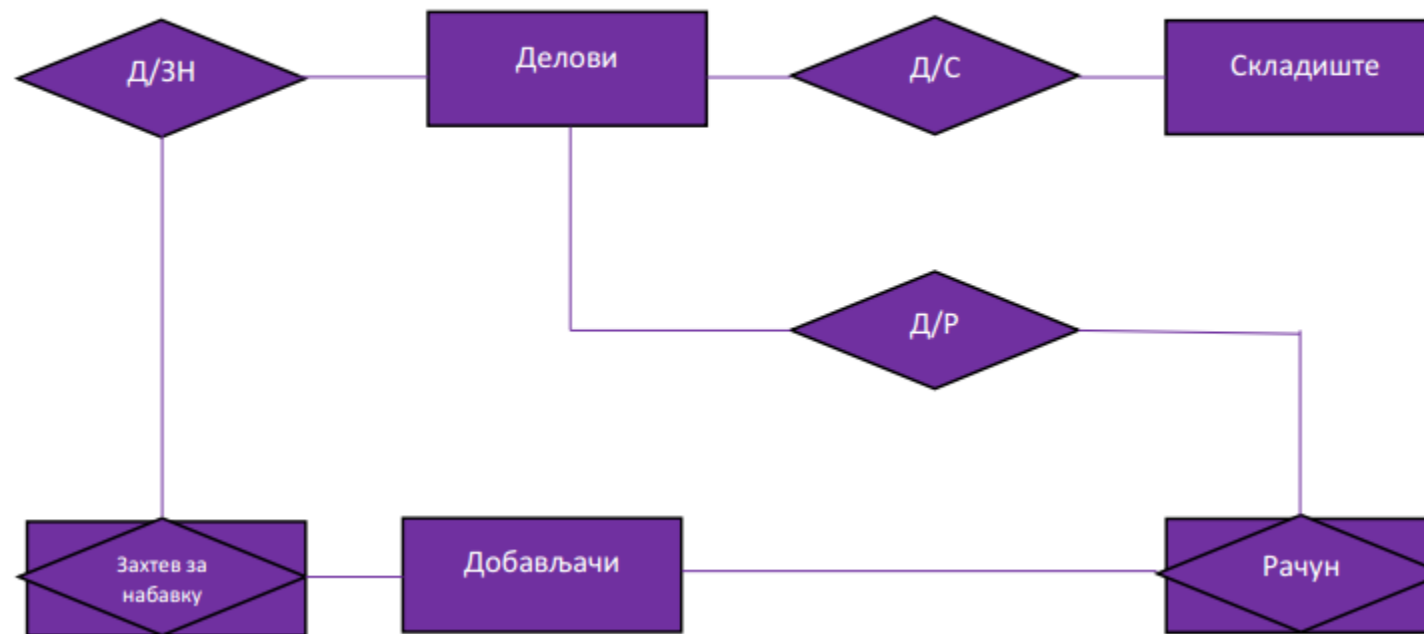 Д/ЗН
Делови
Д/С
Складиште
Д/Р
Захтев за
набавку
Добављачи
Рачун